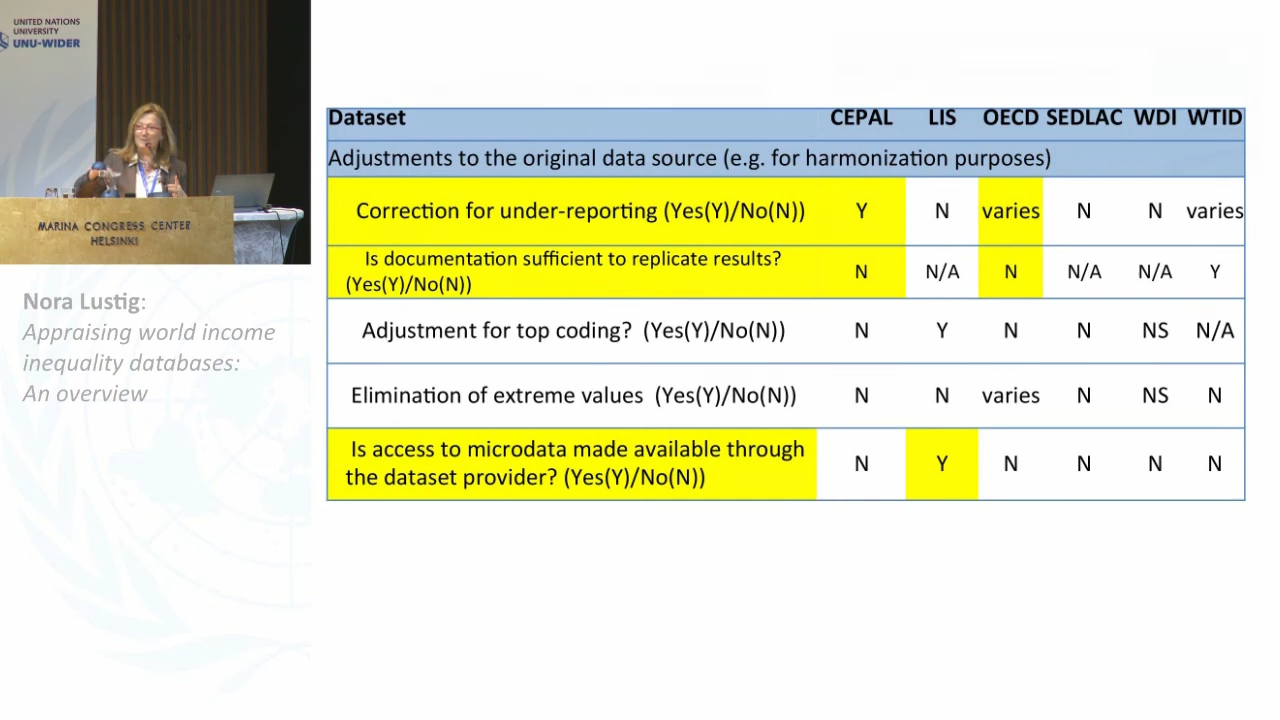 UNITED NATIONS
UNIVERSITY
UNU-WIDER
MARINA CONGRESS CENTER
HELSINKI
Nora Lustig:
Appraising world income
inequality databases:
An overview
Dataset CEPAL LIS OECD SEDLAC WDI WTID
Adjustments to the original data source (e.g. for harmonization purposes)
Correction for under-reporting (Yes(Y)/No(N)) Y N varies N N varies
Is documentation sufficient to replicate results?
(Yes(Y)/No(N)) N N/A N N/A N/A Y
Adjustment for top coding? (Yes(Y)/No(N)) N Y N N NS N/A
Elimination of extreme values (Yes(Y)/No(N)) N N varies N NS N
Is access to microdata made available through
the dataset provider? (Yes(Y)/No(N)) N Y N N N N